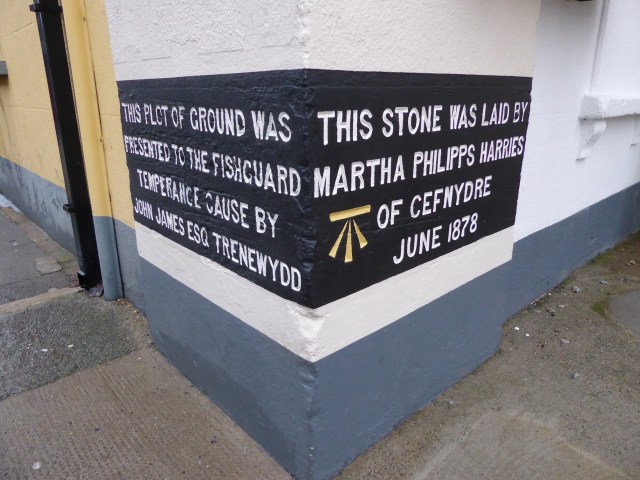 THIS PLOT OF GROUND WAS
PRESENTED TO THE FISHGUARD
TEMPERANCE CAUSE BY
JOHN JAMES ESQ. TRENEWYDD
THIS STONE WAS LAID BY
MARTHA PHILIPPS HARRIES
OF CEFNYDRE
JUNE 1878